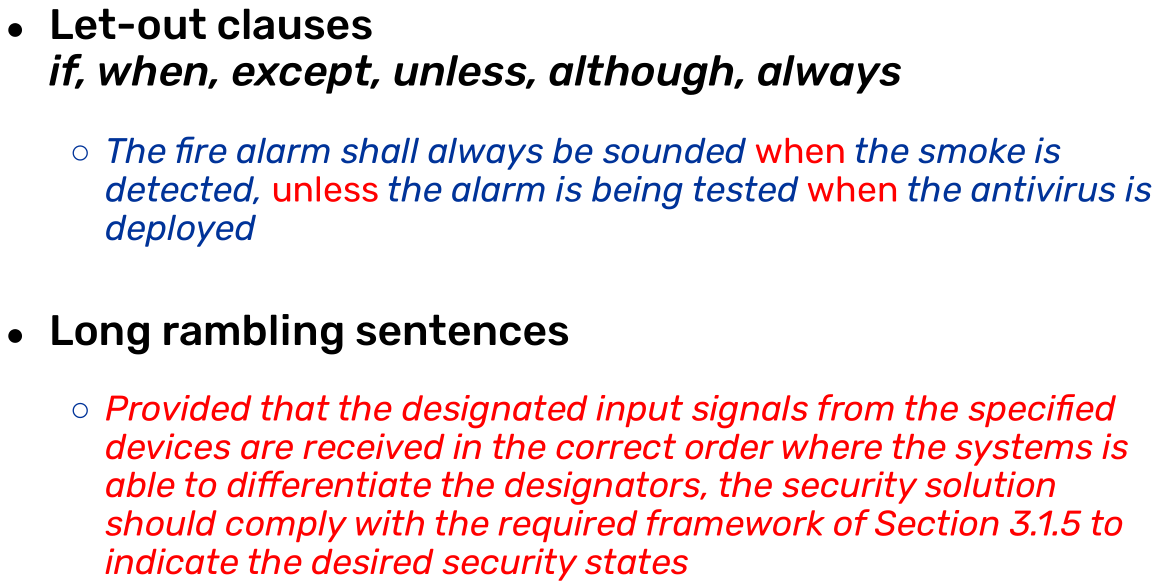 • Let-out clauses
if, when, except, unless, although, always
○ The fire alarm shall always be sounded when the smoke is
detected, unless the alarm is being tested when the antivirus is
deployed
• Long rambling sentences
○ Provided that the designated input signals from the specified
devices are received in the correct order where the systems is
able to differentiate the designators, the security solution
should comply with the required framework of Section 3.1.5 to
indicate the desired security states